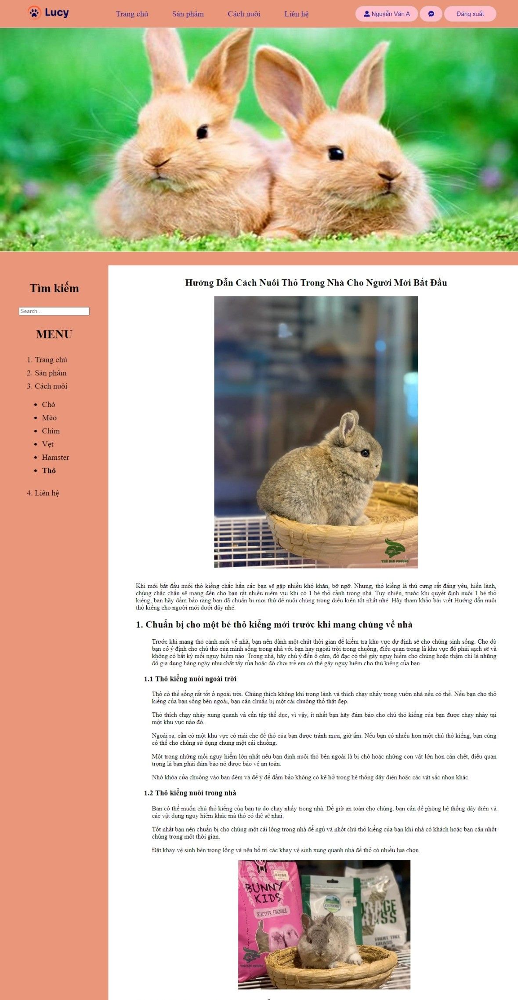 Lucy
Trang chủ
Sản phẩm
Cách nuôi
Liên hệ
Nguyễn Văn A
Đăng xuất
Tìm kiếm
Search...
MENU
1. Trang chủ
2. Sản phẩm
3. Cách nuôi
• Chó
• Mèo
• Chim
• Vẹt
• Hamster
• Thỏ
4. Liên hệ
Hướng Dẫn Cách Nuôi Thỏ Trong Nhà Cho Người Mới Bắt Đầu
DP
THỎ ĐAN PHƯỢNG
Khi mới bắt đầu nuôi thỏ kiểng chắc hẳn các bạn sẽ gặp nhiều khó khăn, bỡ ngỡ. Nhưng, thỏ kiểng là thú cưng rất đáng yêu, hiền lành,
chúng chắc chắn sẽ mang đến cho bạn rất nhiều niềm vui khi có 1 bé thỏ cảnh trong nhà. Tuy nhiên, trước khi quyết định nuôi 1 bé thỏ
kiểng, bạn hãy đảm bảo rằng bạn đã chuẩn bị mọi thứ để nuôi chúng trong điều kiện tốt nhất nhé. Hãy tham khảo bài viết Hướng dẫn nuôi
thỏ kiểng cho người mới dưới đây nhé.
1. Chuẩn bị cho một bé thỏ kiểng mới trước khi mang chúng về nhà
Trước khi mang thỏ cảnh mới về nhà, bạn nên dành một chút thời gian để kiểm tra khu vực dự định sẽ cho chúng sinh sống. Cho dù
bạn có ý định cho chú thỏ của mình sống trong nhà với bạn hay ngoài trời trong chuồng, điều quan trọng là khu vực đó phải sạch sẽ và
không có bất kỳ mối nguy hiểm nào. Trong nhà, hãy chú ý đến ổ cắm, đồ đạc có thể gây nguy hiểm cho chúng hoặc thậm chí là những
đồ gia dụng hàng ngày như chất tẩy rửa hoặc đồ chơi trẻ em có thể gây nguy hiểm cho thú kiểng của bạn.
1.1 Thỏ kiểng nuôi ngoài trời
Thỏ có thể sống rất tốt ở ngoài trời. Chúng thích không khí trong lành và thích chạy nhảy trong vườn nhà nếu có thể. Nếu bạn cho thỏ
kiểng của bạn sống bên ngoài, bạn cần chuẩn bị một cái chuồng thỏ thật đẹp.
Thỏ thích chạy nhảy xung quanh và cần tập thể dục, vì vậy, ít nhất bạn hãy đảm bảo cho chú thỏ kiểng của bạn được chạy nhảy tại
một khu vực nào đó.
Ngoài ra, cần có một khu vực có mái che để thỏ của bạn được tránh mưa, giữ ấm. Nếu bạn có nhiều hơn một chú thỏ kiểng, bạn cũng
có thể cho chúng sử dụng chung một cái chuồng.
Một trong những mối nguy hiểm lớn nhất nếu bạn định nuôi thỏ bên ngoài là bị chó hoặc những con vật lớn hơn cắn chết, điều quan
trọng là bạn phải đảm bảo nó được bảo vệ an toàn.
Nhớ khóa cửa chuồng vào ban đêm và để ý để đảm bảo không có kẽ hở trong hệ thống dây điện hoặc các vật sắc nhọn khác.
1.2 Thỏ kiểng nuôi trong nhà
Bạn có thể muốn chú thỏ kiểng của bạn tự do chạy nhảy trong nhà. Để giữ an toàn cho chúng, bạn cần đề phòng hệ thống dây điện và
các vật dụng nguy hiểm khác mà thỏ có thể sẽ nhai.
Tốt nhất bạn nên chuẩn bị cho chúng một cái lồng trong nhà để ngủ và nhốt chú thỏ kiểng của bạn khi nhà có khách hoặc bạn cần nhốt
chúng trong một thời gian.
Đặt khay vệ sinh bên trong lồng và nên bố trí các khay vệ sinh xung quanh nhà để thỏ có nhiều lựa chọn.
BUNNY
KIDS
SELECTIVE FORMULA
OXBOW
FRUIT TREE
GRASS
DP
THỎ ĐAN PHƯỢNG